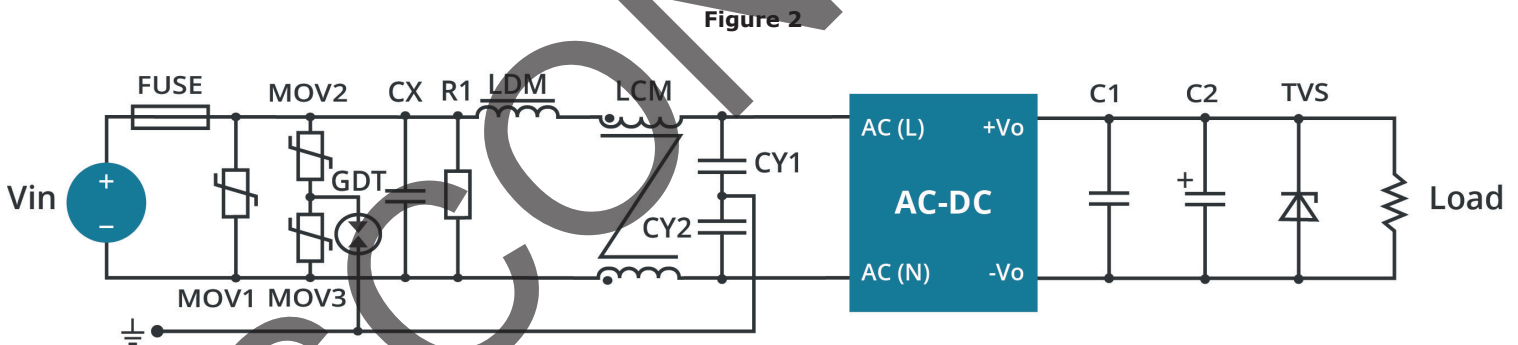 Figure 2
FUSE
MOV2
CX
R1
LDM
LCM
C1
C2
TVS
AC (L)
+Vo
Vin
+
−
GDT
CY1
AC-DC
+
Load
CY2
AC (N)
-Vo
MOV1
MOV3